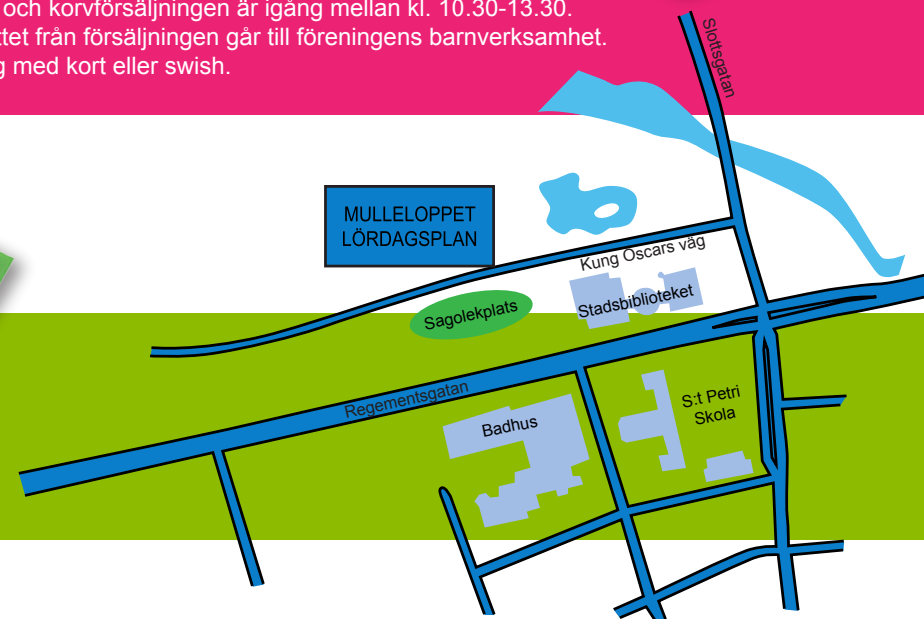 och korvförsäljningen är igång mellan kl. 10.30-13.30.
från försäljningen går till föreningens barnverksamhet.
med kort eller swish.
Slottsgatan
MULLELOPPET
LÖRDAGSPLAN
Kung Oscars väg
Stadsbiblioteket
Sagolekplats
Regementsgatan
Badhus
S:t Petri
Skola